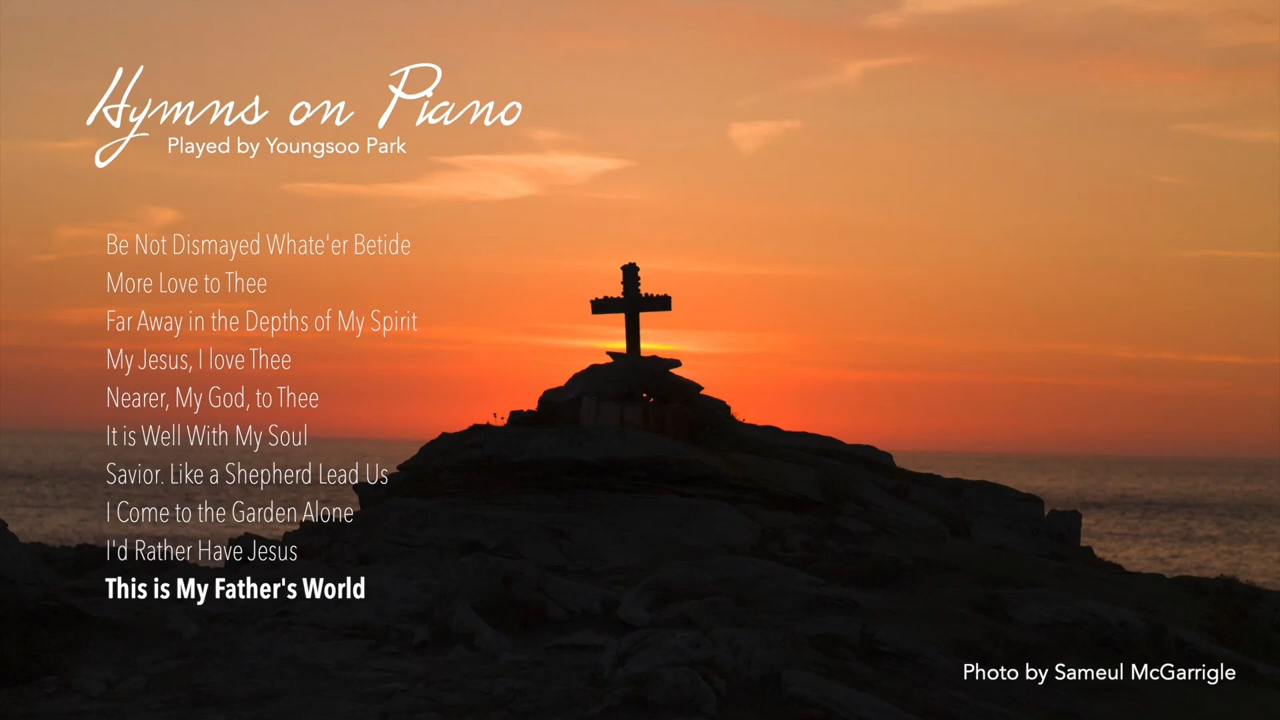 Hymns on Piano
Played by Youngsoo Park
Be Not Dismayed Whate'er Betide
More Love to Thee
Far Away in the Depths of My Spirit
My Jesus, I love Thee
Nearer, My God, to Thee
It is Well With My Soul
Savior. Like a Shepherd Lead Us
I Come to the Garden Alone
I'd Rather Have Jesus
This is My Father's World
Photo by Sameul McGarrigle